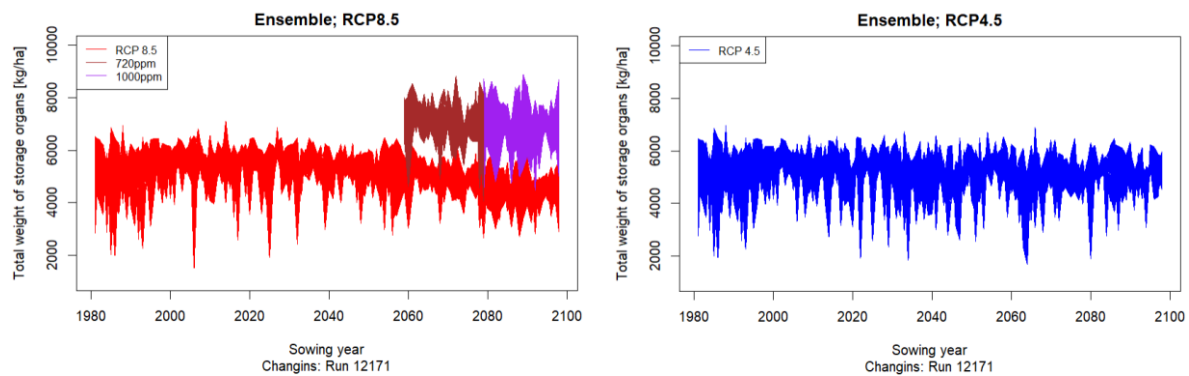 Ensemble; RCP8.5
Total weight of storage organs [kg/ha]
10000
8000
6000
4000
2000
RCP 8.5
720ppm
1000ppm
1980 2000 2020 2040 2060 2080 2100
Sowing year
Changins: Run 12171
Ensemble; RCP4.5
Total weight of storage organs [kg/ha]
10000
8000
6000
4000
2000
RCP 4.5
1980 2000 2020 2040 2060 2080 2100
Sowing year
Changins: Run 12171